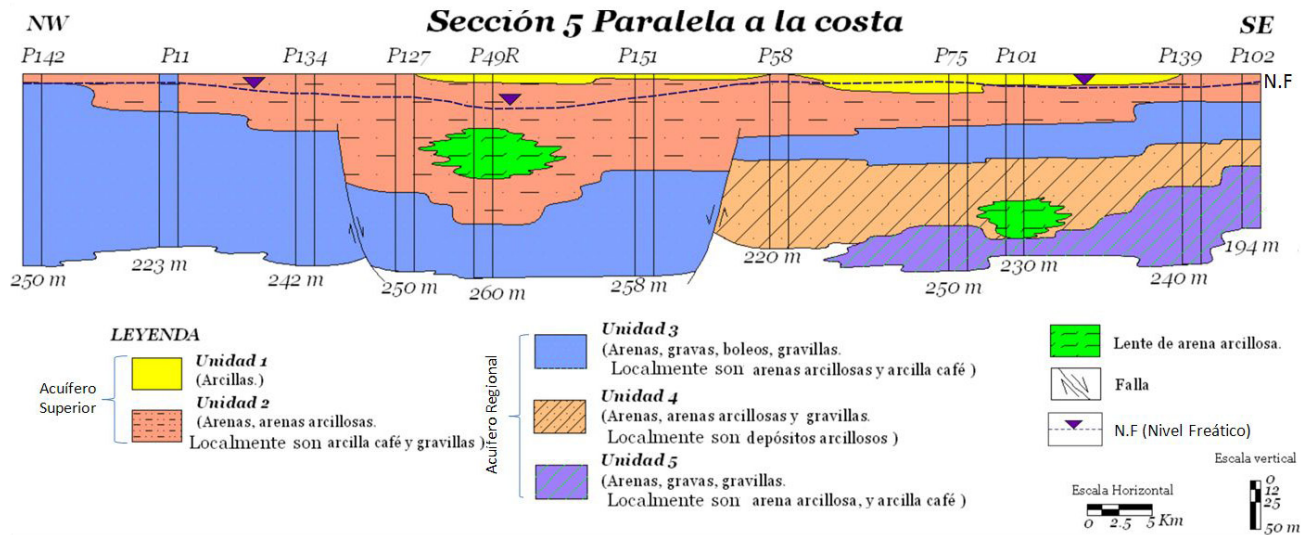 NW
Sección 5 Paralela a la costa
SE
P142 P11 P134 P127 P49R P151 P58 P75 P101 P139 P102
N.F
250 m
223 m
242 m
250 m
260 m
258 m
220 m
250 m
230 m
240 m
194 m
LEYENDA
Acuífero
Superior
Unidad 1
(Arcillas.)
Unidad 2
(Arenas, arenas arcillosas.
Localmente son arcilla café y gravillas)
Acuífero Regional
Unidad 3
(Arenas, gravas, boleos, gravillas.
Localmente son arenas arcillosas y arcilla café )
Unidad 4
(Arenas, arenas arcillosas y gravillas.
Localmente son depósitos arcillosos )
Unidad 5
(Arenas, gravas, gravillas.
Localmente son arena arcillosa, y arcilla café )
Lente de arena arcillosa.
Falla
N.F (Nivel Freático)
Escala Horizontal
0 2.5 5 Km
Escala vertical
0
12
25
50 m